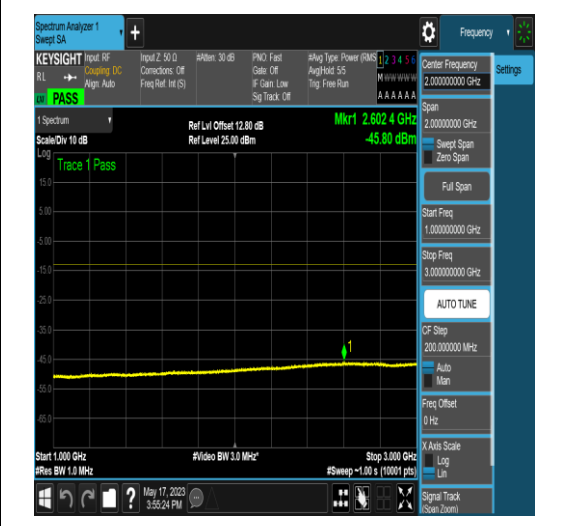 Spectrum Analyzer 1
Swept SA
Frequency
KEYSIGHT
RL
Input: RF
Coupling: DC
Align: Auto
Input Z: 50 Ω
Corrections: Off
Freq Ref: Int (S)
#Atten: 30 dB
PNO: Fast
Gate: Off
IF Gain: Low
Sig Track: Off
#Avg Type: Power (RMS
Avg|Hold: 5/5
Trig: Free Run
1 2 3 4 5 6
M W W W W W
A A A A A A
PASS
Center Frequency
2.000000000 GHz
Settings
Span
2.00000000 GHz
Swept Span
Zero Span
Full Span
Start Freq
1.000000000 GHz
Stop Freq
3.000000000 GHz
AUTO TUNE
CF Step
200.000000 MHz
Auto
Man
Freq Offset
0 Hz
X Axis Scale
Log
Lin
Signal Track
(Span Zoom)
1 Spectrum
Scale/Div 10 dB
Ref Lvl Offset 12.80 dB
Ref Level 25.00 dBm
Mkr1 2.602 4 GHz
-45.80 dBm
Log
Trace 1 Pass
15.0
5.00
-5.00
-15.0
-25.0
-35.0
-45.0
-55.0
-65.0
1
Start 1.000 GHz
#Res BW 1.0 MHz
#Video BW 3.0 MHz*
Stop 3.000 GHz
#Sweep ~1.00 s (10001 pts)
?
May 17, 2023
3:55:24 PM